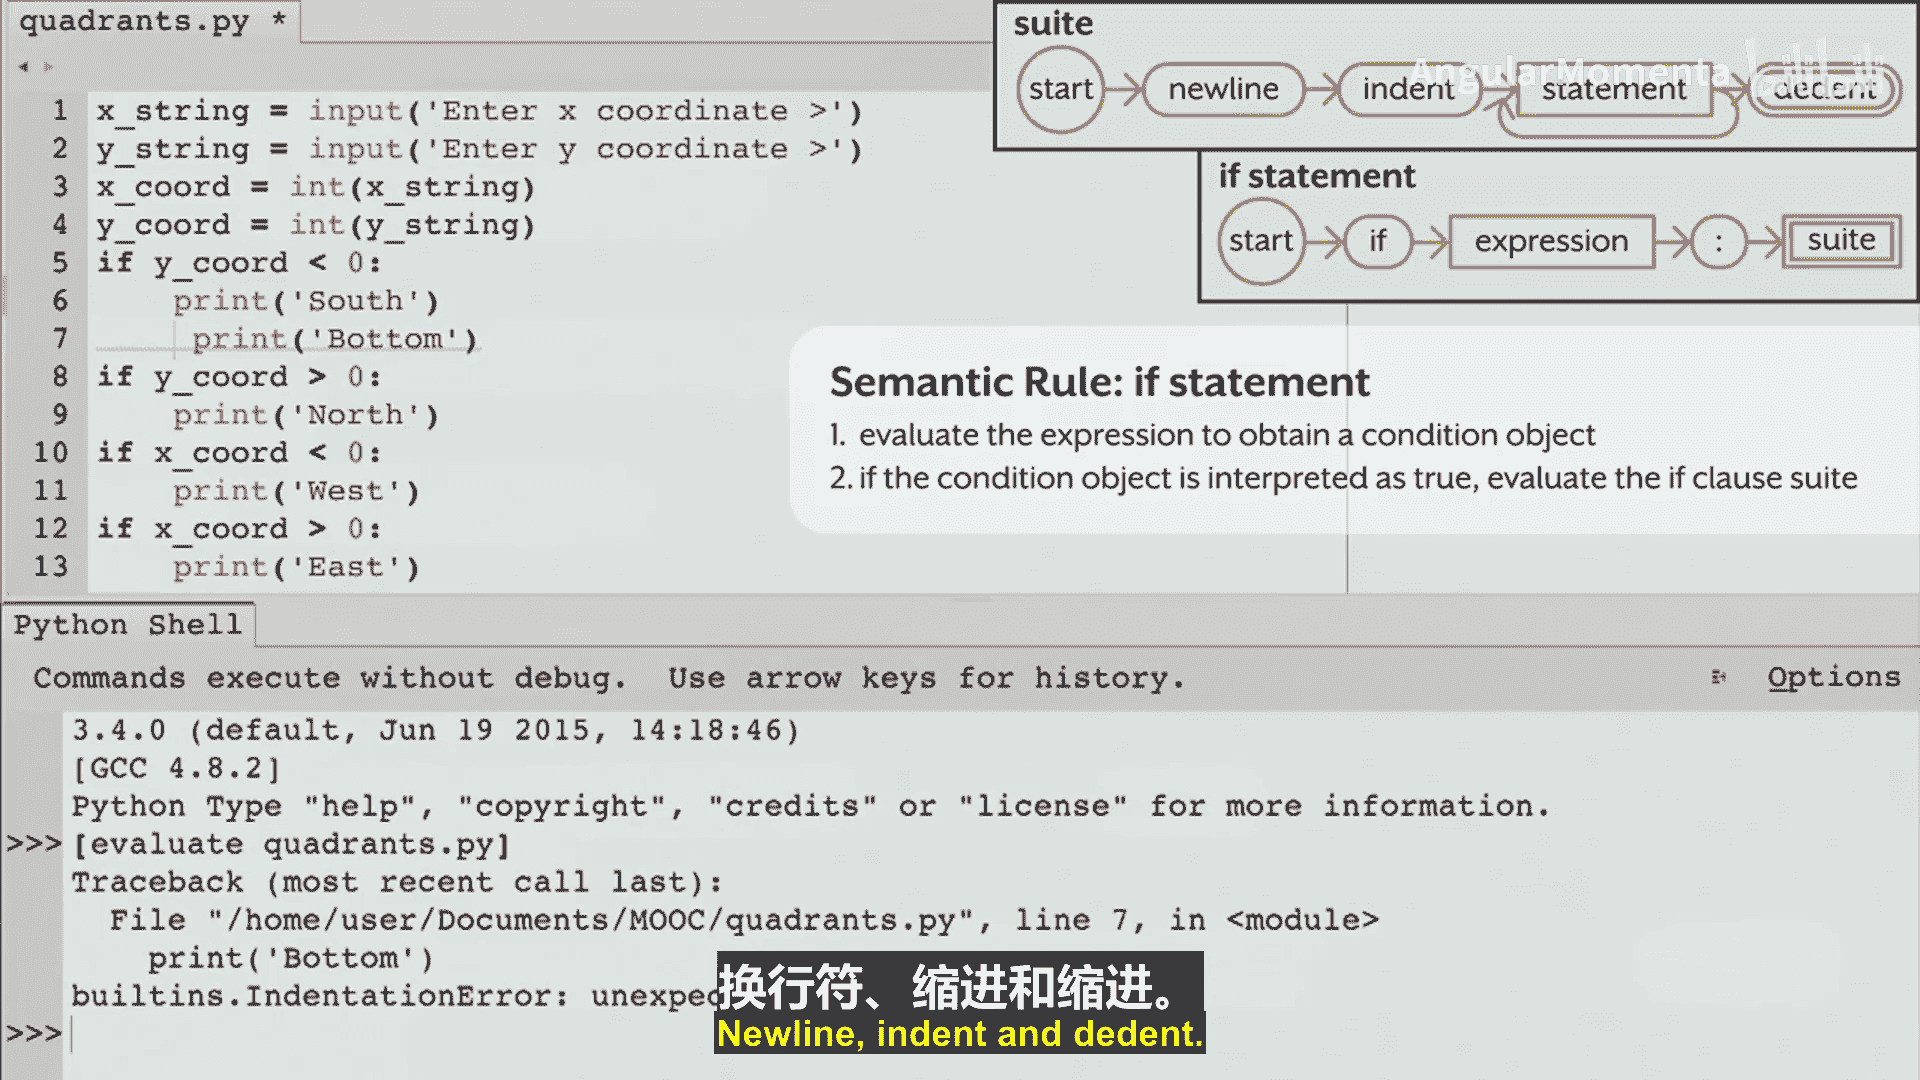 quadrants.py *
1 x_string = input('Enter x coordinate >')
2 y_string = input('Enter y coordinate >')
3 x_coord = int(x_string)
4 y_coord = int(y_string)
5 if y_coord < 0:
6 print('South')
7 print('Bottom')
8 if y_coord > 0:
9 print('North')
10 if x_coord < 0:
11 print('West')
12 if x_coord > 0:
13 print('East')
suite
start newline indent statement dedent
AngularMomenta
if statement
start if expression : suite
Semantic Rule: if statement
1. evaluate the expression to obtain a condition object
2. if the condition object is interpreted as true, evaluate the if clause suite
Python Shell
Commands execute without debug. Use arrow keys for history.
Options
3.4.0 (default, Jun 19 2015, 14:18:46)
[GCC 4.8.2]
Python Type "help", "copyright", "credits" or "license" for more information.
>>> [evaluate quadrants.py]
Traceback (most recent call last):
File "/home/user/Documents/MOOC/quadrants.py", line 7, in <module>
print('Bottom')
builtins.IndentationError:
>>>
换行符、缩进和缩进。
Newline, indent and dedent.